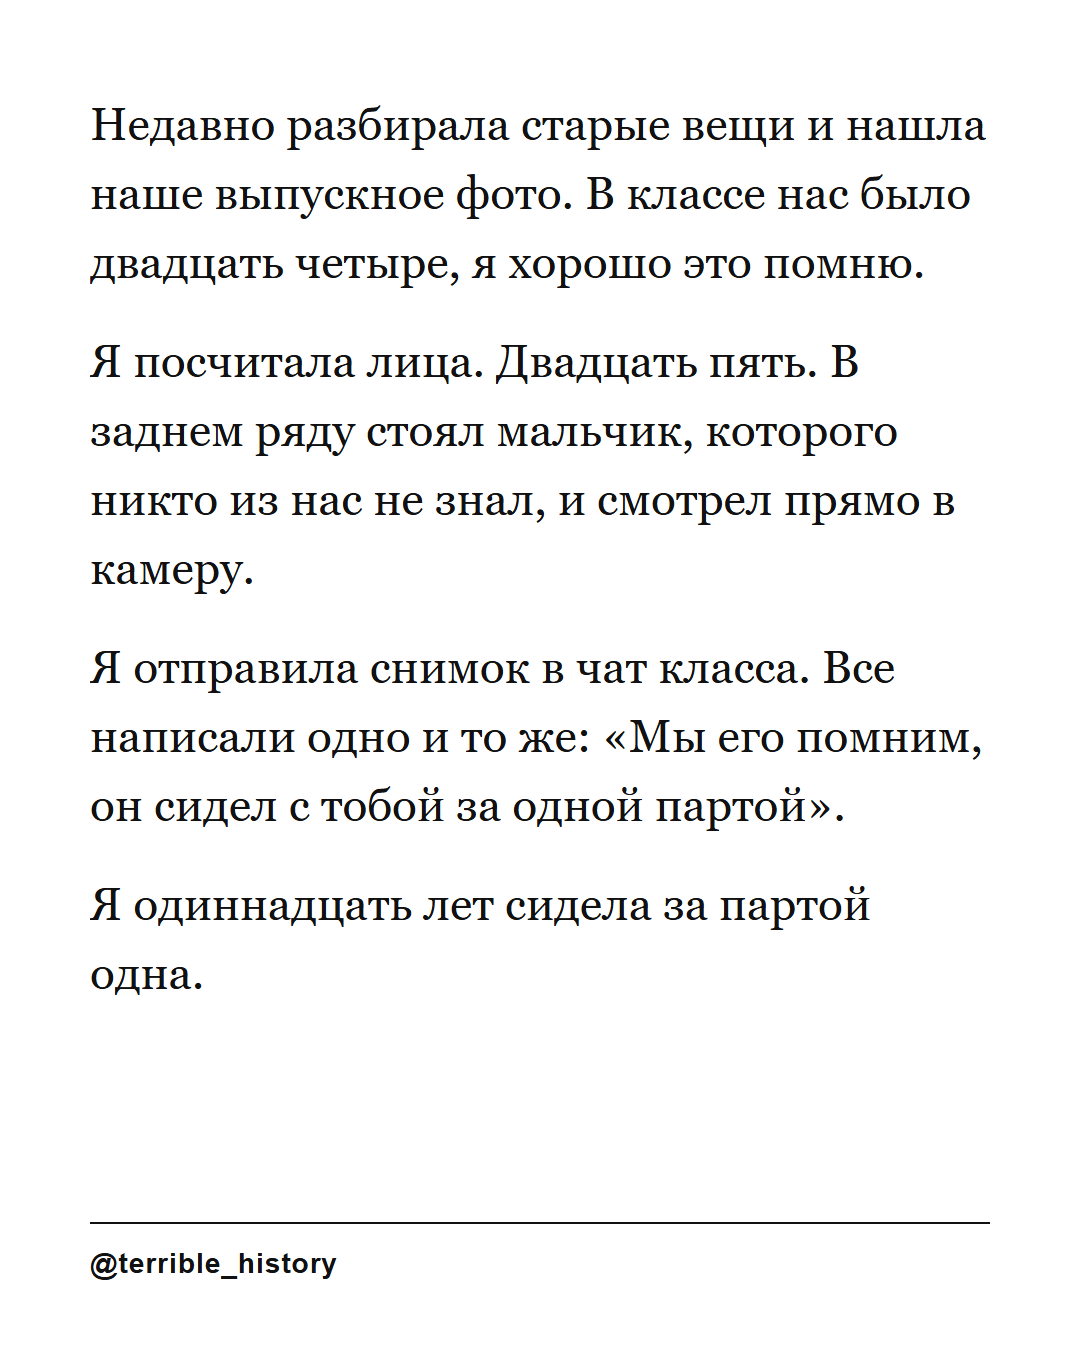 Недавно разбирала старые вещи и нашла
наше выпускное фото. В классе нас было
двадцать четыре, я хорошо это помню.
Я посчитала лица. Двадцать пять. В
заднем ряду стоял мальчик, которого
никто из нас не знал, и смотрел прямо в
камеру.
Я отправила снимок в чат класса. Все
написали одно и то же: «Мы его помним,
он сидел с тобой за одной партой».
Я одиннадцать лет сидела за партой
одна.
@terrible_history